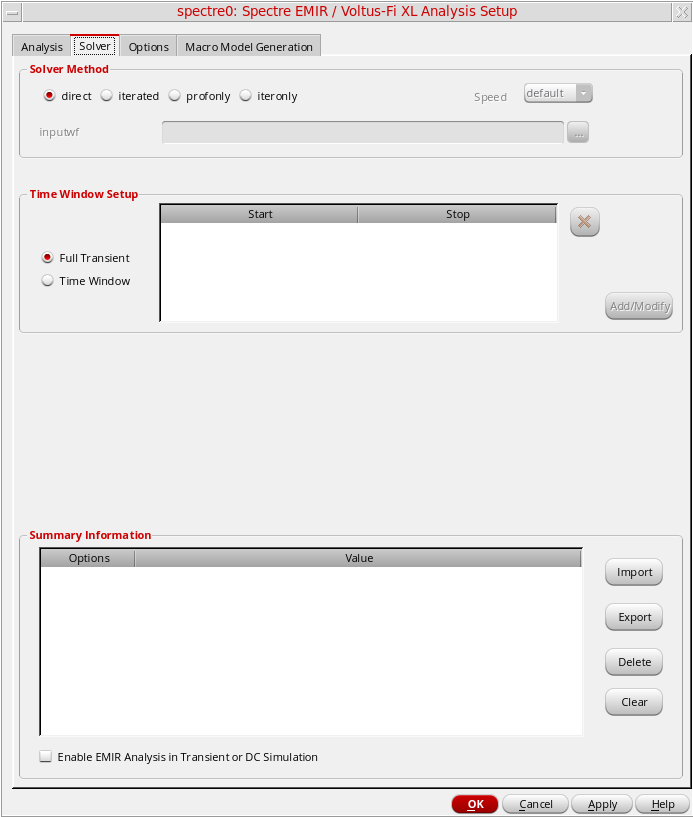 spectre0: Spectre EMIR / Voltus-Fi XL Analysis Setup
Analysis Solver Options Macro Model Generation
Solver Method
direct iterated profonly iteronly Speed default
inputwf ...
Time Window Setup
Start Stop
Full Transient
Time Window
Add/Modify
Summary Information
Options Value
Import
Export
Delete
Clear
Enable EMIR Analysis in Transient or DC Simulation
OK Cancel Apply Help